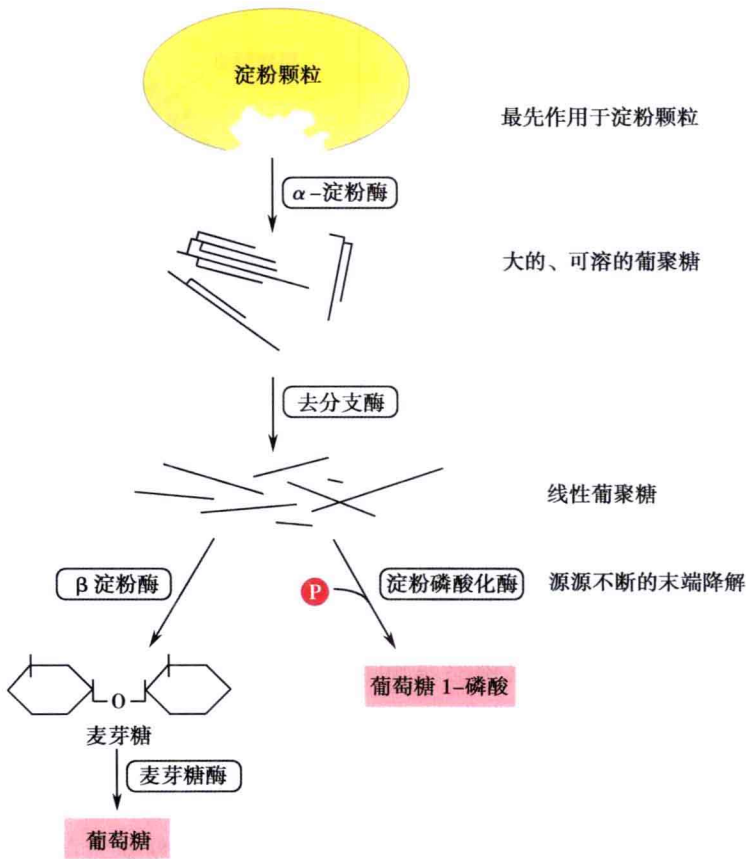 淀粉颗粒
最先作用于淀粉颗粒
α-淀粉酶
大的、可溶的葡聚糖
去分支酶
线性葡聚糖
β淀粉酶
P
淀粉磷酸化酶
源源不断的末端降解
O
葡萄糖 1-磷酸
麦芽糖
麦芽糖酶
葡萄糖